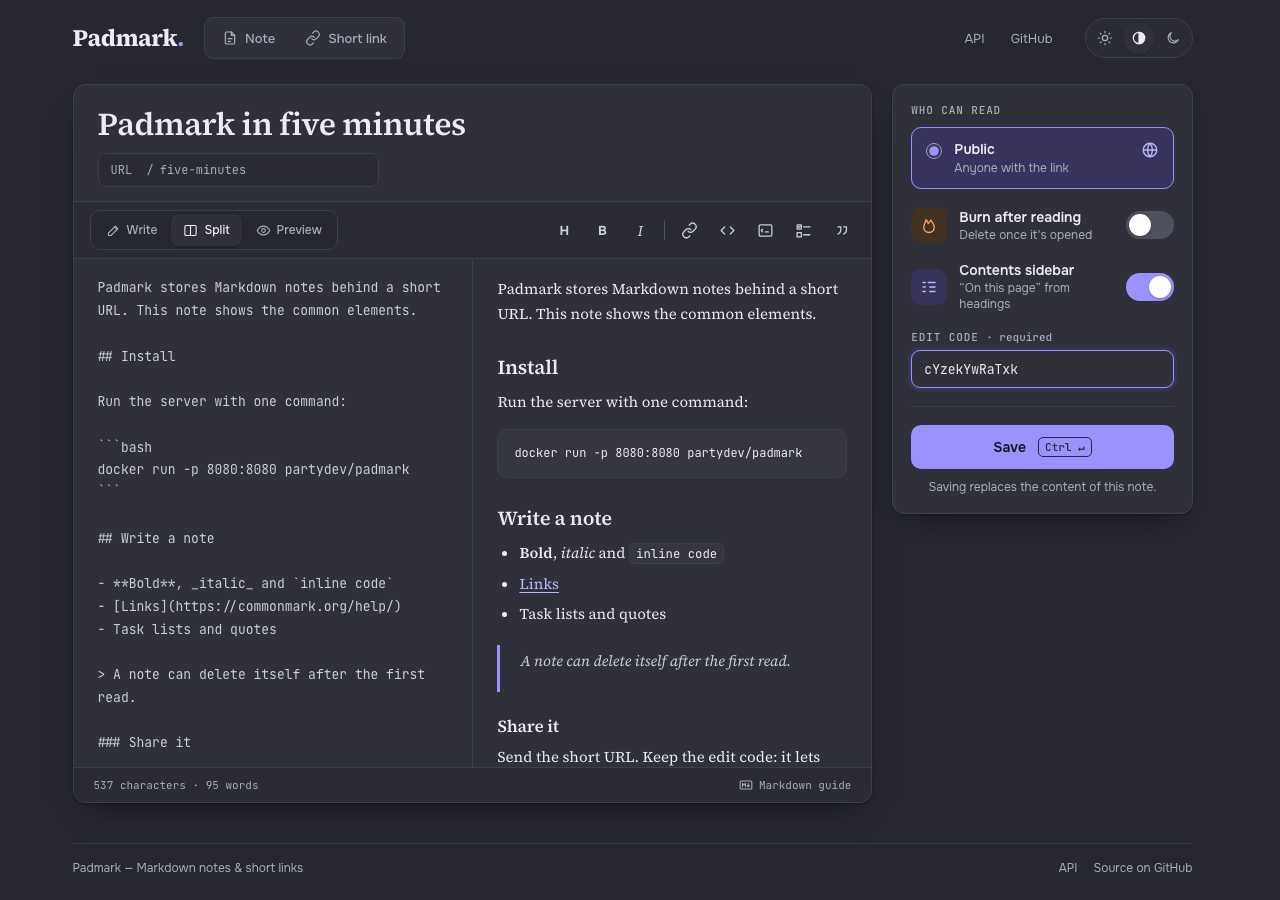 Padmark.
Note
Short link
API
GitHub
Padmark in five minutes
URL / five-minutes
Write
Split
Preview
H
B
I
Padmark stores Markdown notes behind a short
URL. This note shows the common elements.
## Install
Run the server with one command:
```bash
docker run -p 8080:8080 partydev/padmark
```
## Write a note
- **Bold**, _italic_ and `inline code`
- [Links](https://commonmark.org/help/)
- Task lists and quotes
> A note can delete itself after the first
read.
### Share it
Padmark stores Markdown notes behind a short
URL. This note shows the common elements.
Install
Run the server with one command:
docker run -p 8080:8080 partydev/padmark
Write a note
• Bold, italic and inline code
• Links
• Task lists and quotes
A note can delete itself after the first read.
Share it
Send the short URL. Keep the edit code: it lets
537 characters · 95 words
Markdown guide
WHO CAN READ
Public
Anyone with the link
Burn after reading
Delete once it's opened
Contents sidebar
“On this page” from
headings
EDIT CODE · required
cYzekYwRaTxk
Save
Ctrl ↵
Saving replaces the content of this note.
Padmark — Markdown notes & short links
API
Source on GitHub